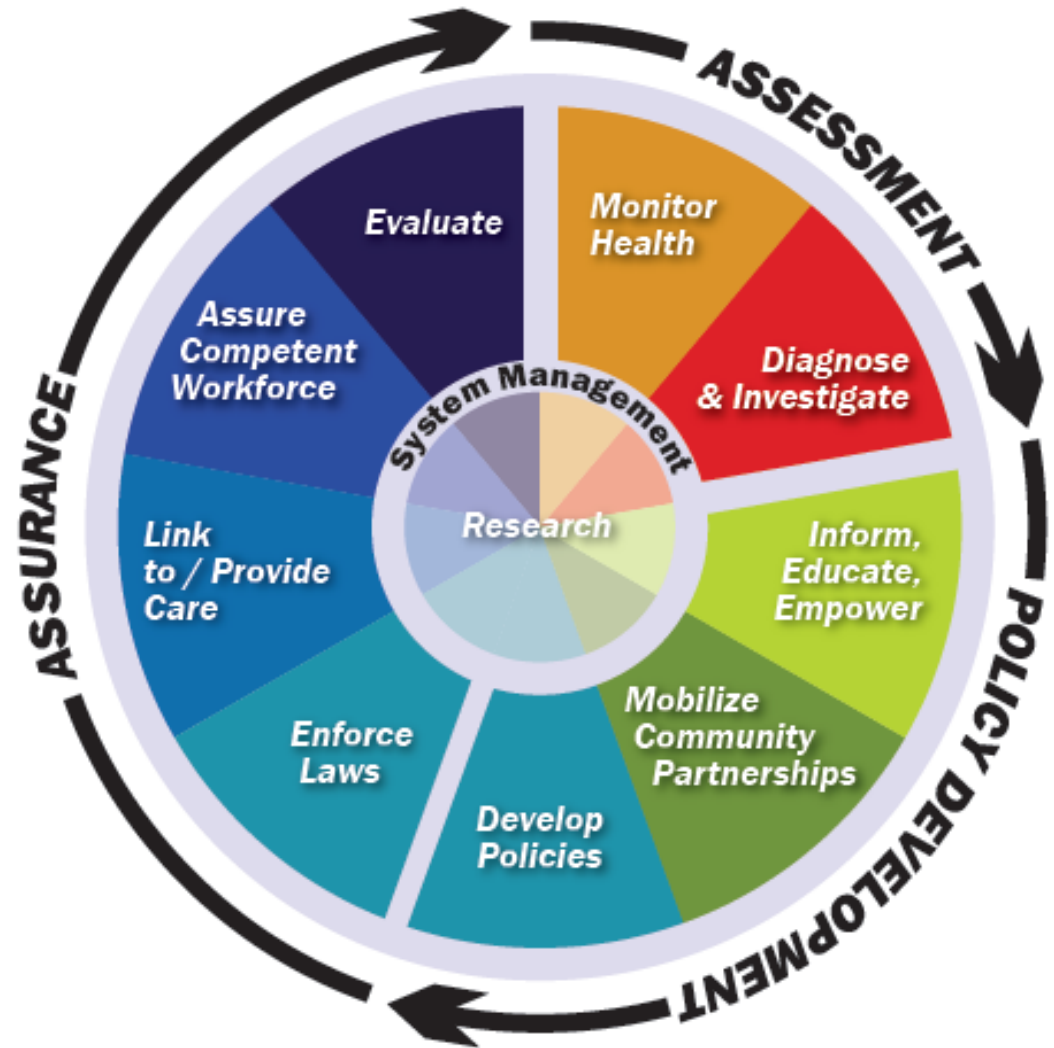 ASSESSMENT
Monitor
Health
Diagnose
& Investigate
POLICY DEVELOPMENT
Inform,
Educate,
Empower
Mobilize
Community
Partnerships
Develop
Policies
ASSURANCE
Enforce
Laws
Link
to / Provide
Care
Assure
Competent
Workforce
Evaluate
System Management
Research